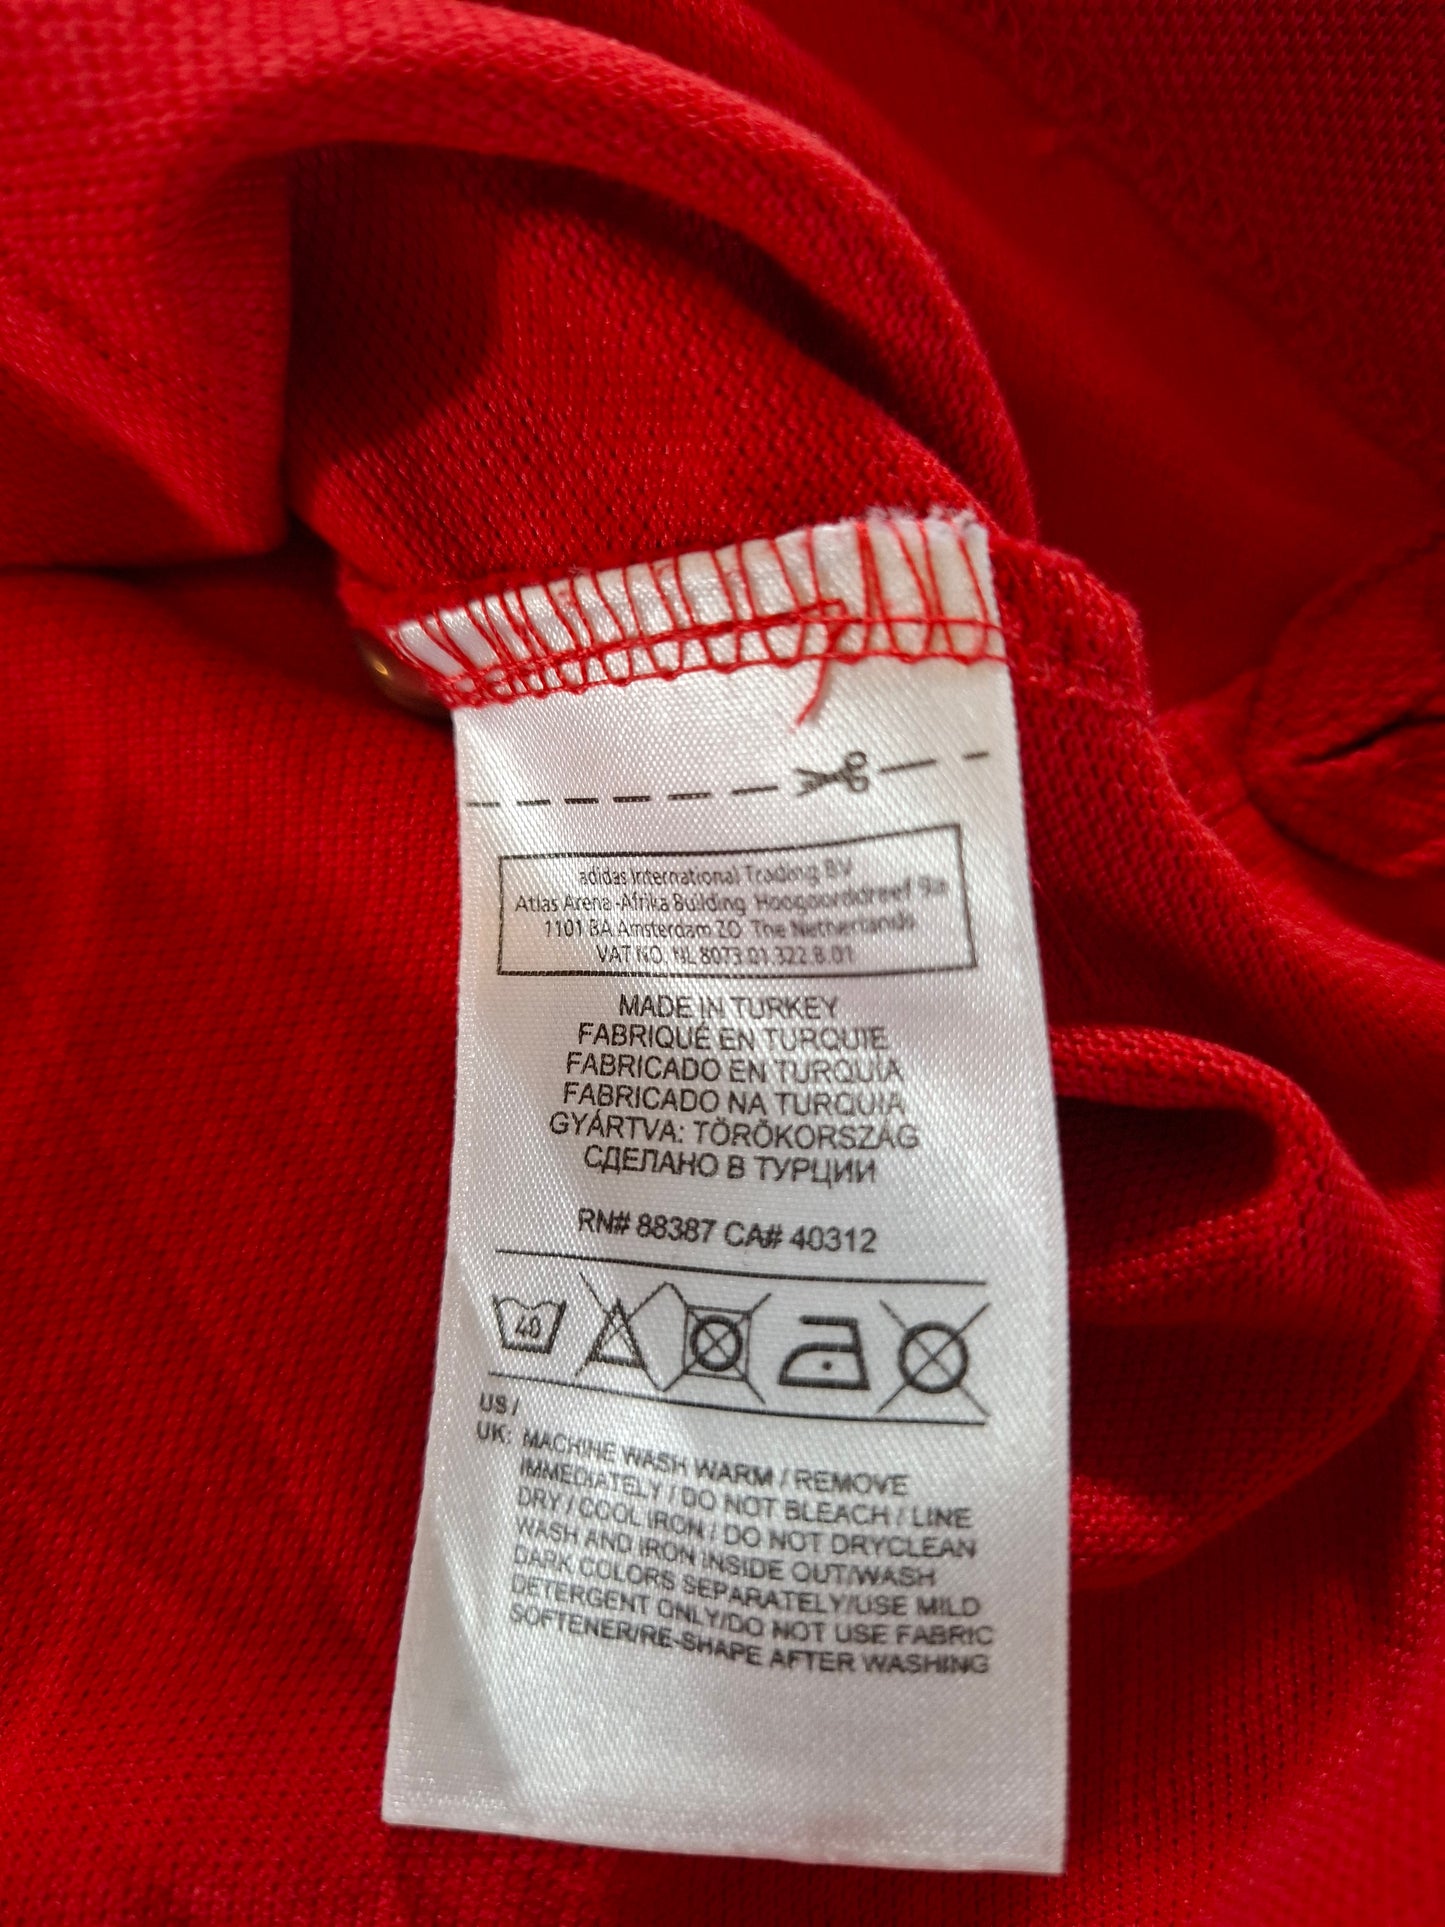 adidas International Trading BV
Atlas Arena -Afrika Building Hoogoorddreef 9a
1101 BA Amsterdam ZO The Netherlands
VAT NO. NL 8073.01.322.B.01
MADE IN TURKEY
FABRIQUÉ EN TURQUIE
FABRICADO EN TURQUÍA
FABRICADO NA TURQUIA
GYÁRTVA: TÖRÖKORSZÁG
СДЕЛАНО В ТУРЦИИ
RN# 88387 CA# 40312
40
US /
UK: MACHINE WASH WARM / REMOVE
IMMEDIATELY / DO NOT BLEACH / LINE
DRY / COOL IRON / DO NOT DRYCLEAN
WASH AND IRON INSIDE OUT/WASH
DARK COLORS SEPARATELY/USE MILD
DETERGENT ONLY/DO NOT USE FABRIC
SOFTENER/RE-SHAPE AFTER WASHING